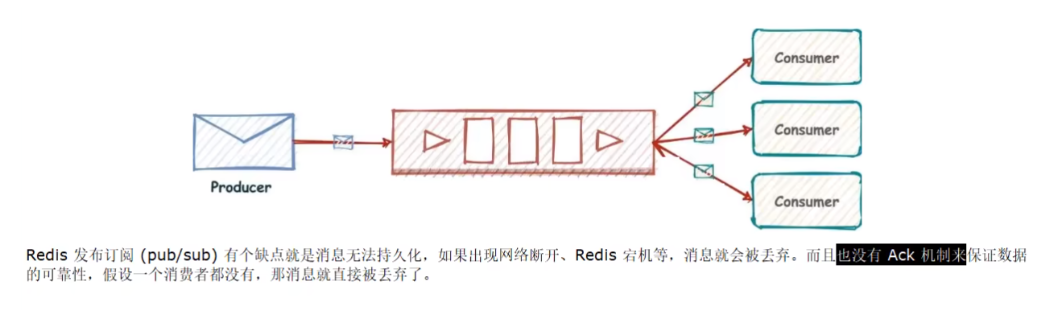 Consumer
Consumer
Consumer
Producer
Redis 发布订阅 (pub/sub) 有个缺点就是消息无法持久化，如果出现网络断开、Redis 宕机等，消息就会被丢弃。而且也没有 Ack 机制来保证数据
的可靠性，假设一个消费者都没有，那消息就直接被丢弃了。